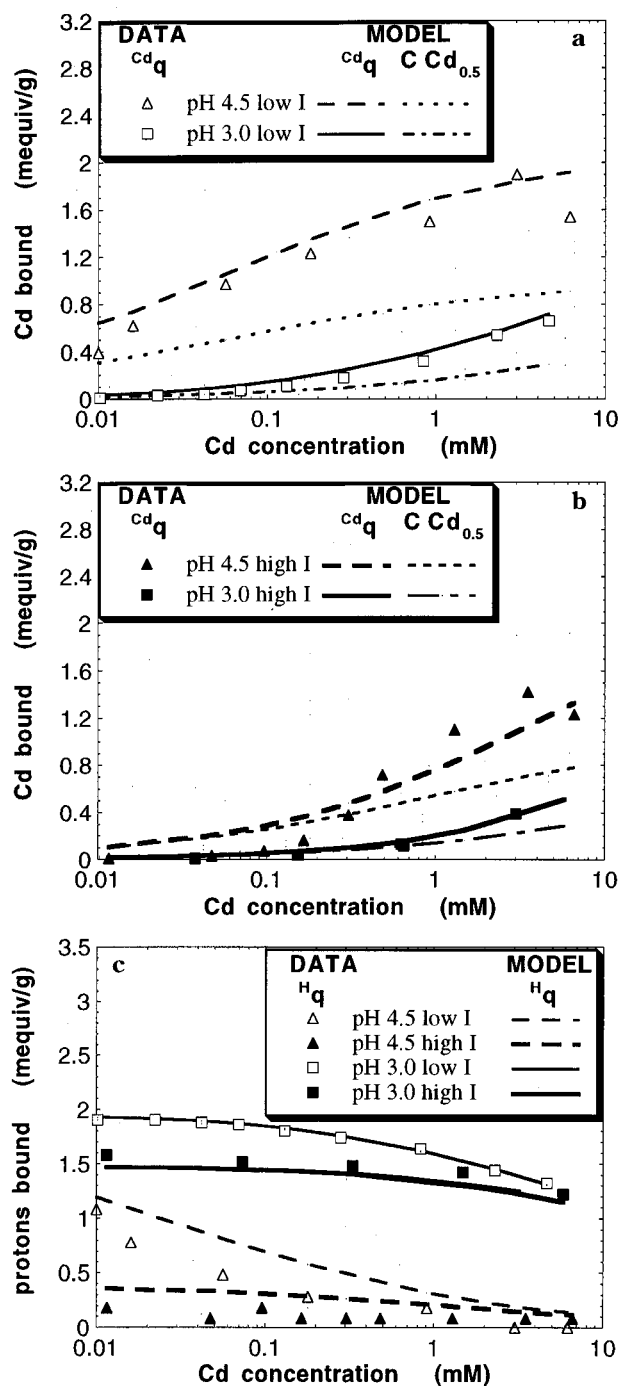 a
DATA MODEL
Cdq Cdq C Cd0.5
pH 4.5 low I
pH 3.0 low I
3.2
2.8
2.4
2
1.6
1.2
0.8
0.4
0
Cd bound (mequiv/g)
0.01 0.1 1 10
Cd concentration (mM)
b
DATA MODEL
Cdq Cdq C Cd0.5
pH 4.5 high I
pH 3.0 high I
3.2
2.8
2.4
2
1.6
1.2
0.8
0.4
0
Cd bound (mequiv/g)
0.01 0.1 1 10
Cd concentration (mM)
c
DATA MODEL
Hq Hq
pH 4.5 low I
pH 4.5 high I
pH 3.0 low I
pH 3.0 high I
3.5
3
2.5
2
1.5
1
0.5
0
protons bound (mequiv/g)
0.01 0.1 1 10
Cd concentration (mM)